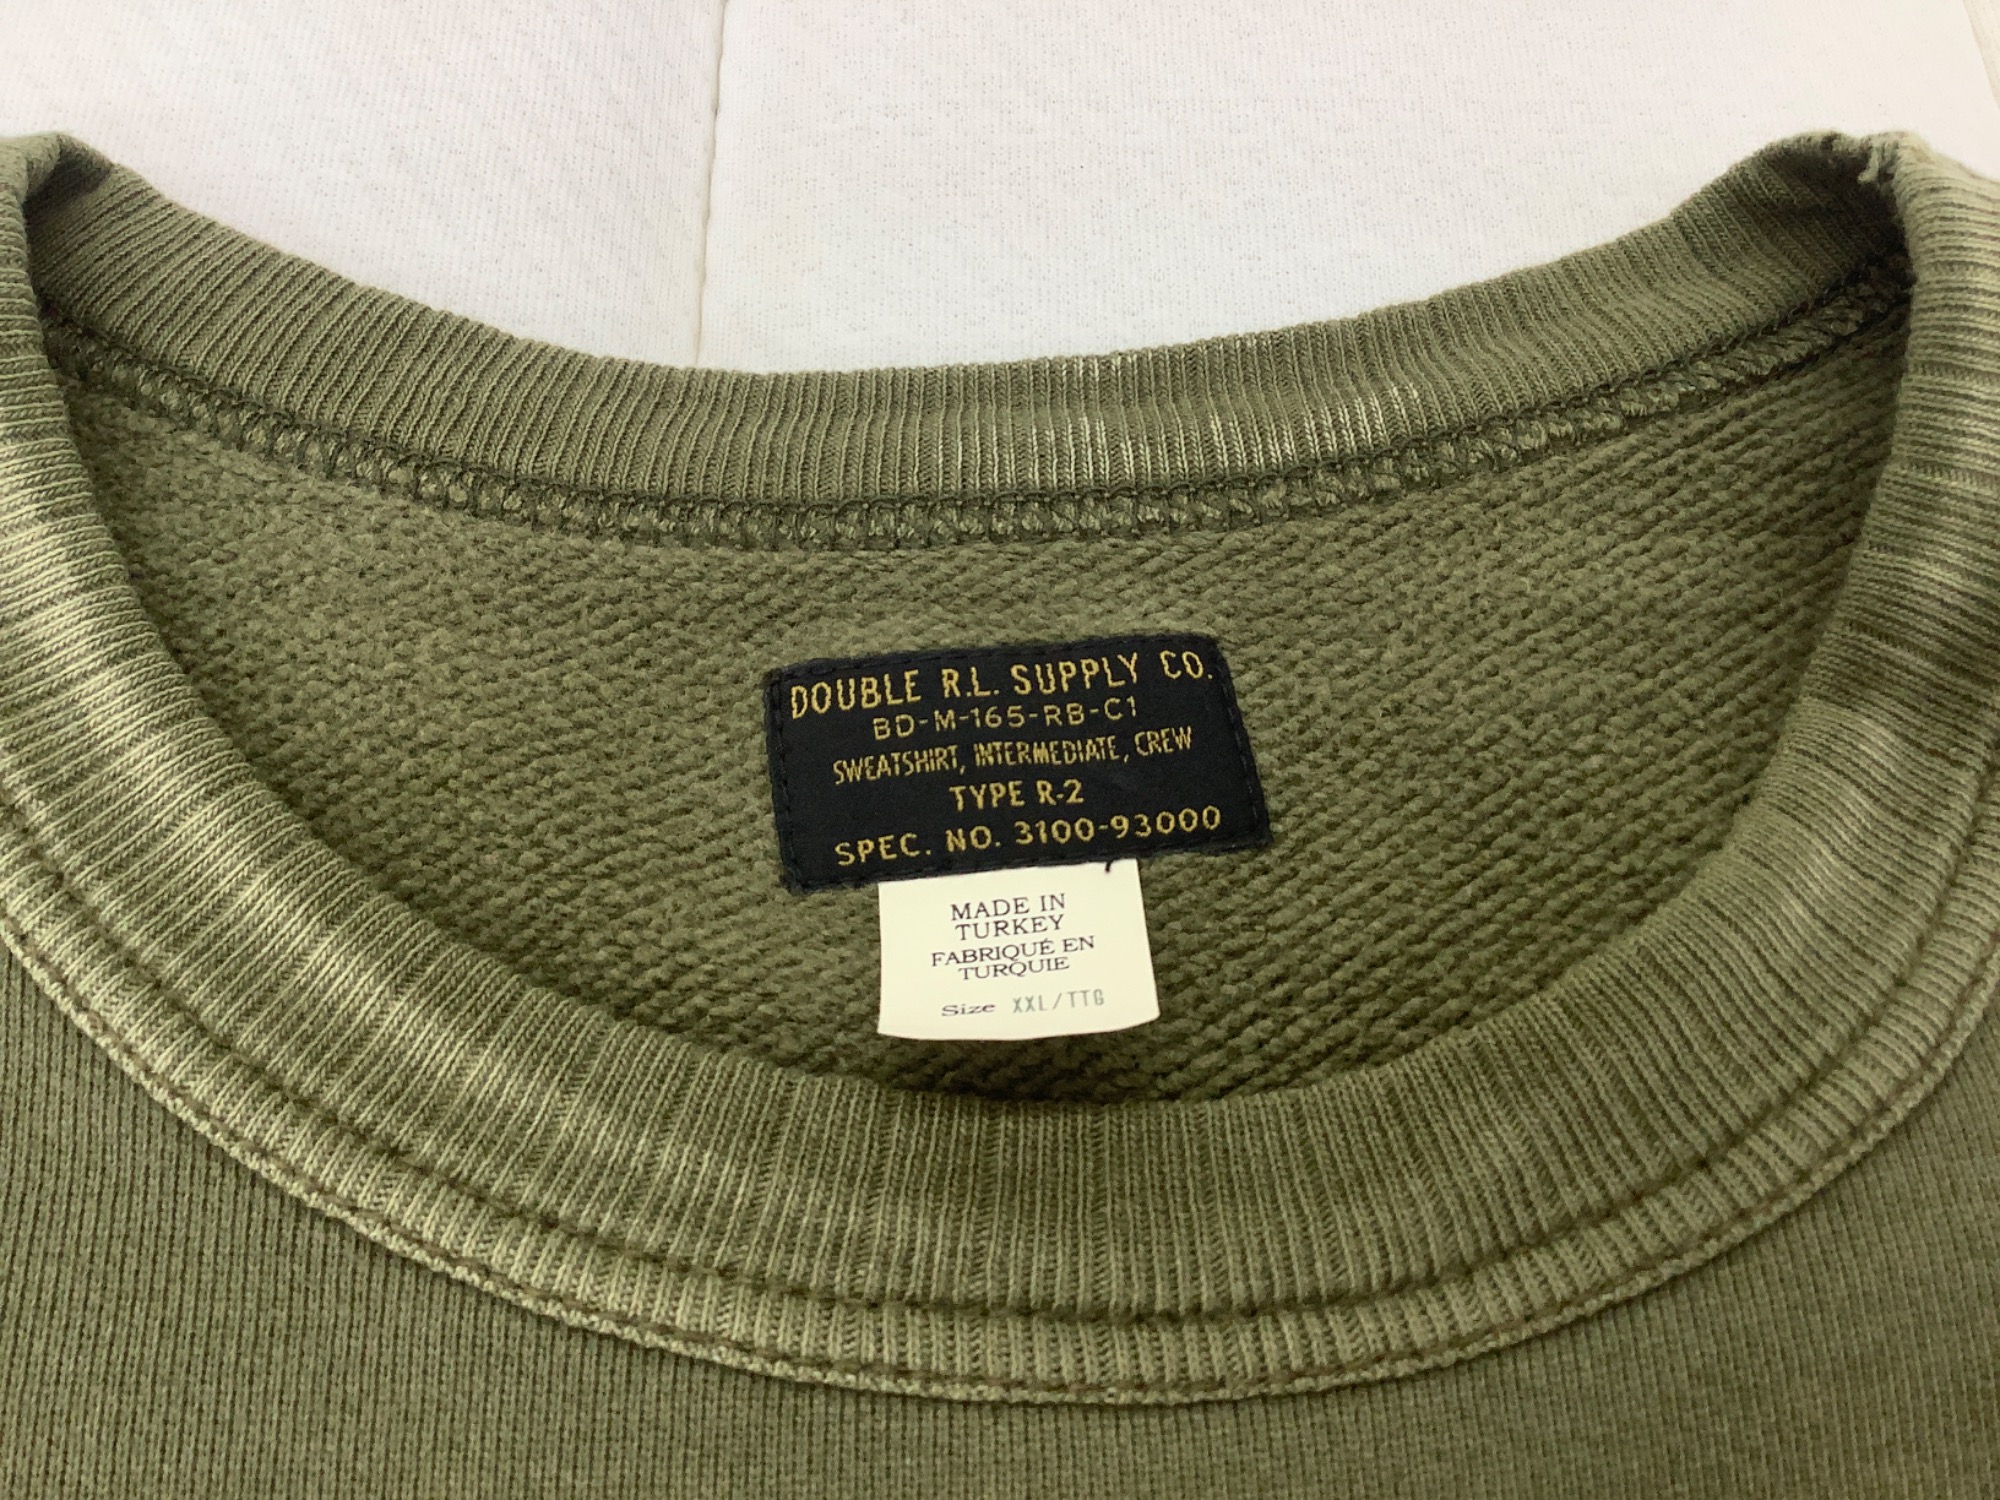 DOUBLE R.L. SUPPLY CO.
BD-M-165-RB-C1
SWEATSHIRT, INTERMEDIATE, CREW
TYPE R-2
SPEC. NO. 3100-93000
MADE IN
TURKEY
FABRIQUÉ EN
TURQUIE
Size XXL/TTG